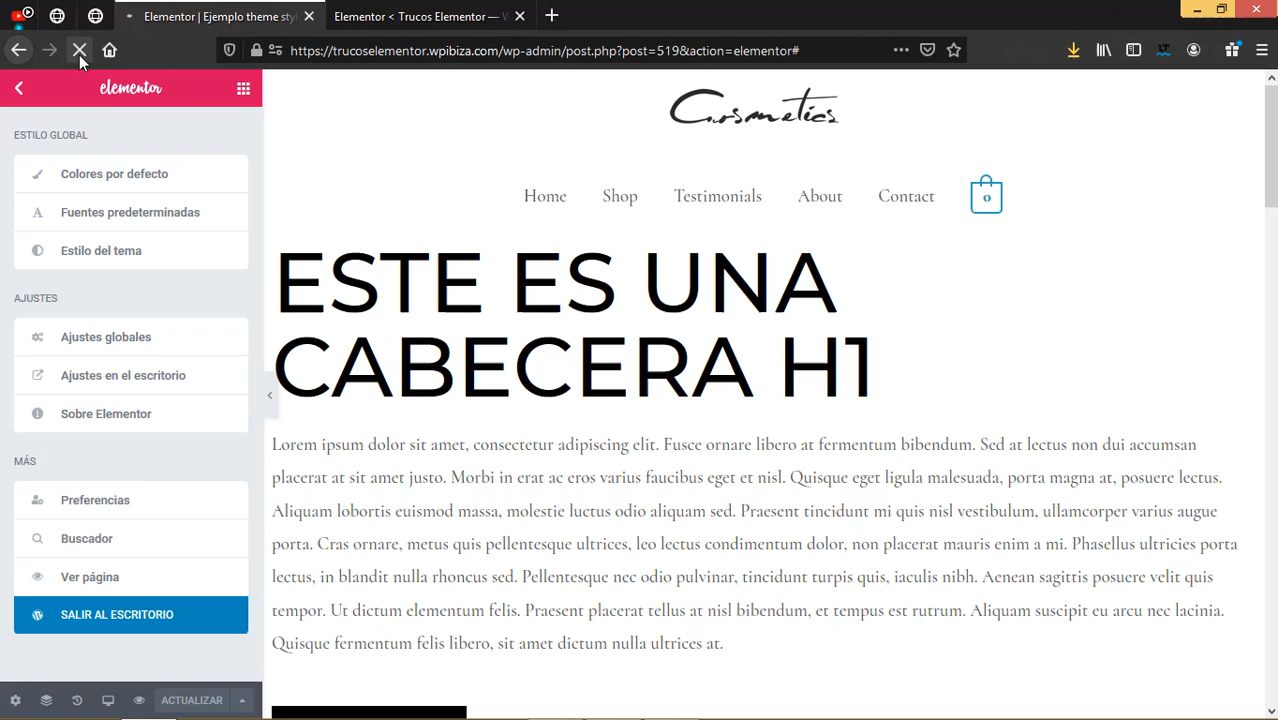 Elementor | Ejemplo theme sty
Elementor < Trucos Elementor — W
https://trucoselementor.wpibiza.com/wp-admin/post.php?post=519&action=elementor#
elementor
ESTILO GLOBAL
Colores por defecto
Fuentes predeterminadas
Estilo del tema
AJUSTES
Ajustes globales
Ajustes en el escritorio
Sobre Elementor
MÁS
Preferencias
Buscador
Ver página
SALIR AL ESCRITORIO
ACTUALIZAR
Cosmetics
Home Shop Testimonials About Contact 0
ESTE ES UNA
CABECERA H1
Lorem ipsum dolor sit amet, consectetur adipiscing elit. Fusce ornare libero at fermentum bibendum. Sed at lectus non dui accumsan
placerat at sit amet justo. Morbi in erat ac eros varius faucibus eget et nisl. Quisque eget ligula malesuada, porta magna at, posuere lectus.
Aliquam lobortis euismod massa, molestie luctus odio aliquam sed. Praesent tincidunt mi quis nisl vestibulum, ullamcorper varius augue
porta. Cras ornare, metus quis pellentesque ultrices, leo lectus condimentum dolor, non placerat mauris enim a mi. Phasellus ultricies porta
lectus, in blandit nulla rhoncus sed. Pellentesque nec odio pulvinar, tincidunt turpis quis, iaculis nibh. Aenean sagittis posuere velit quis
tempor. Ut dictum elementum felis. Praesent placerat tellus at nisl bibendum, et tempus est rutrum. Aliquam suscipit eu arcu nec lacinia.
Quisque fermentum felis libero, sit amet dictum nulla ultrices at.